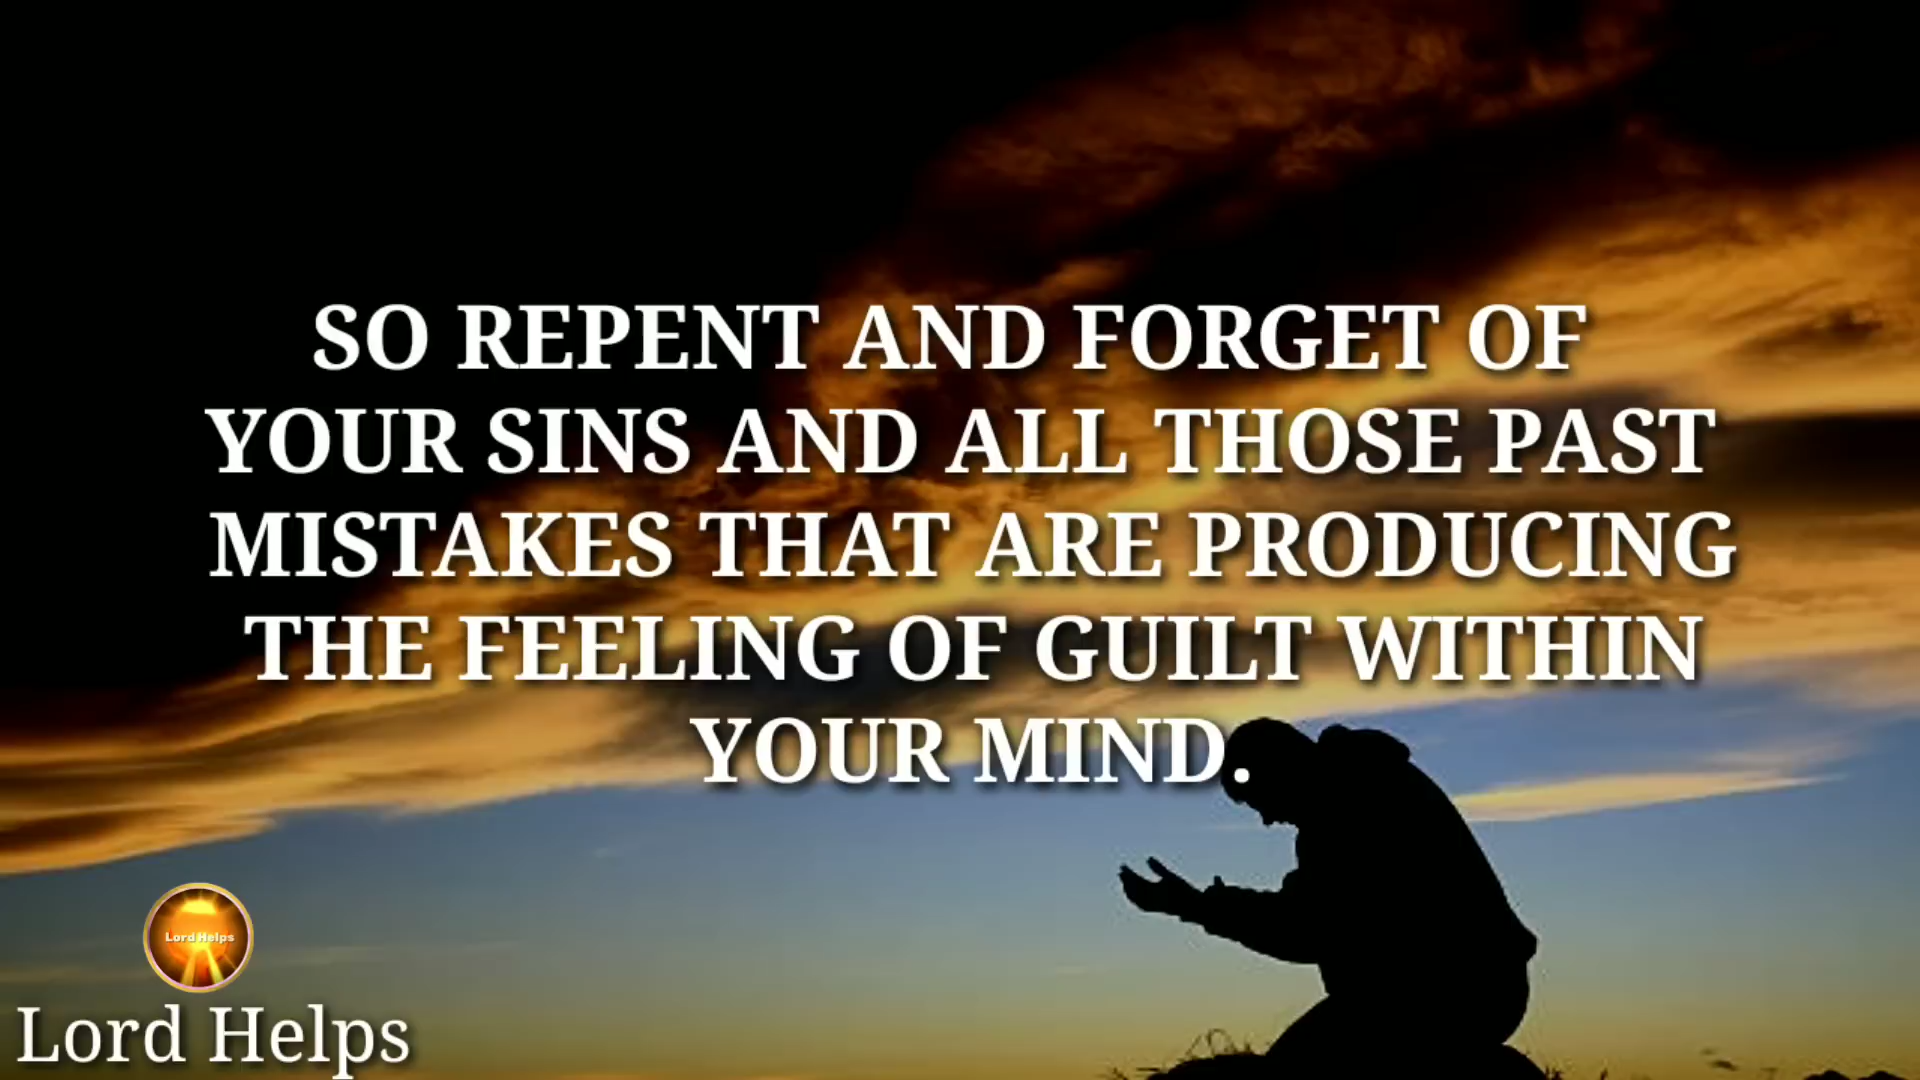 SO REPENT AND FORGET OF
YOUR SINS AND ALL THOSE PAST
MISTAKES THAT ARE PRODUCING
THE FEELING OF GUILT WITHIN
YOUR MIND.
Lord Helps
Lord Helps